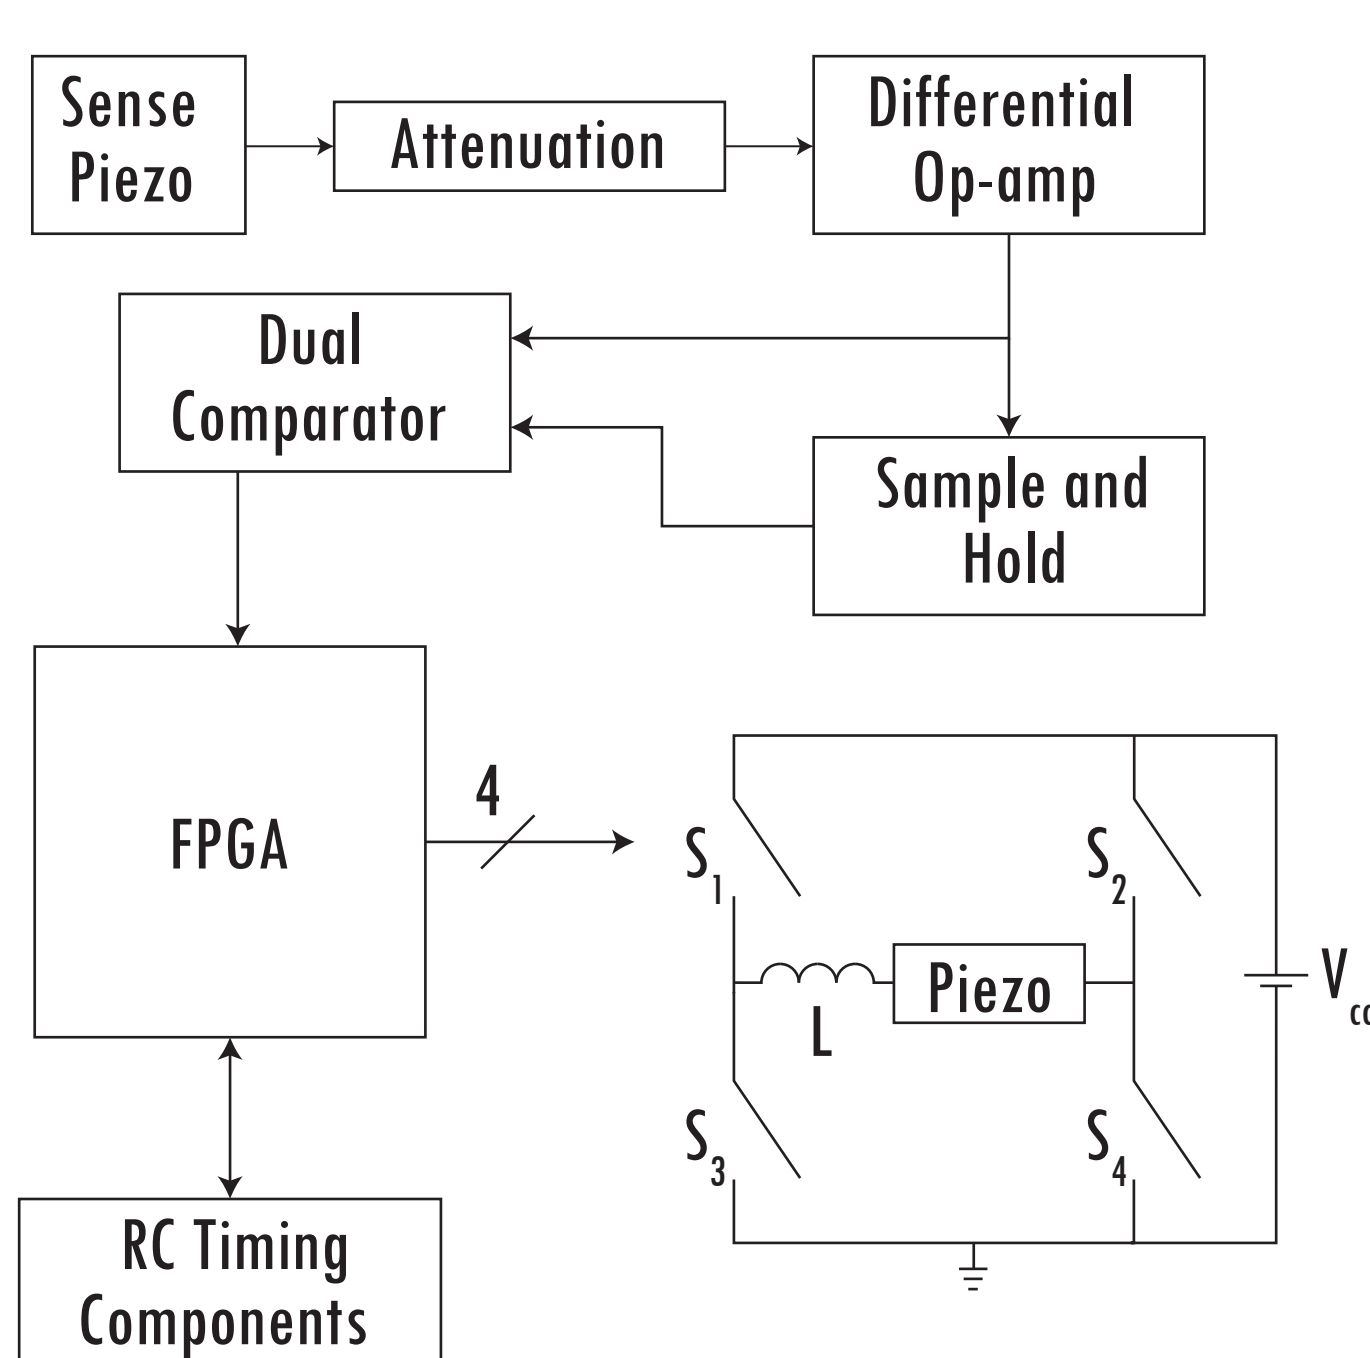 Sense
Piezo
Attenuation
Differential
Op-amp
Dual
Comparator
Sample and
Hold
FPGA
4
S1
S2
L
Piezo
Vcc
S3
S4
RC Timing
Components